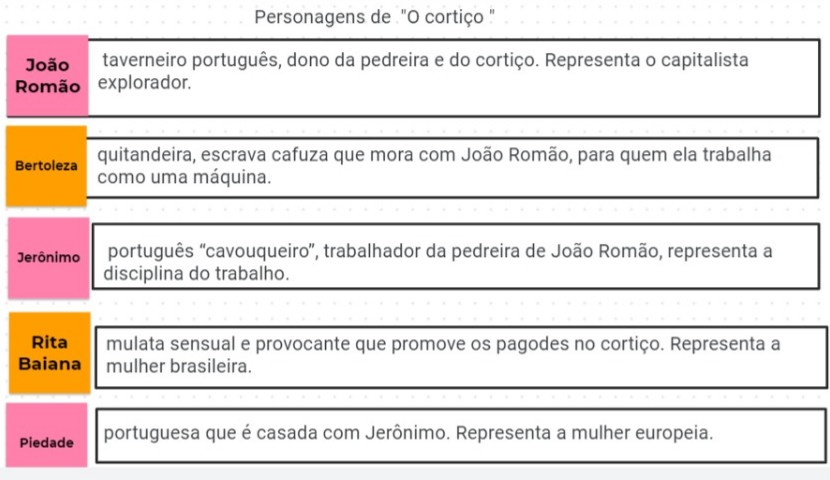 Personagens de "O cortiço "
João
Romão
taverneiro português, dono da pedreira e do cortiço. Representa o capitalista
explorador.
Bertoleza
quitandeira, escrava cafuza que mora com João Romão, para quem ela trabalha
como uma máquina.
Jerônimo
português “cavouqueiro”, trabalhador da pedreira de João Romão, representa a
disciplina do trabalho.
Rita
Baiana
mulata sensual e provocante que promove os pagodes no cortiço. Representa a
mulher brasileira.
Piedade
portuguesa que é casada com Jerônimo. Representa a mulher europeia.